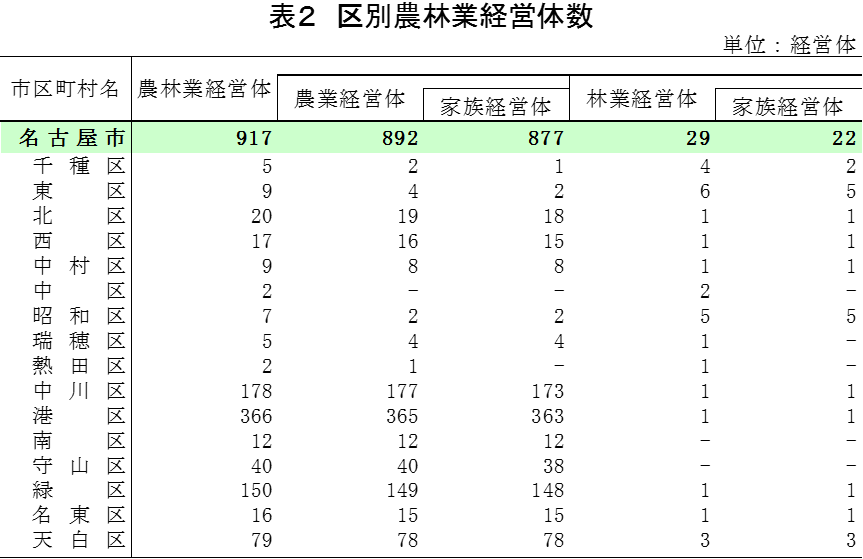 表2 区別農林業経営体数
単位：経営体
市区町村名 農林業経営体 農業経営体 家族経営体 林業経営体 家族経営体
名古屋市 917 892 877 29 22
千種区 5 2 1 4 2
東区 9 4 2 6 5
北区 20 19 18 1 1
西区 17 16 15 1 1
中村区 9 8 8 1 1
中区 2 - - 2 -
昭和区 7 2 2 5 5
瑞穂区 5 4 4 1 -
熱田区 2 1 - 1 -
中川区 178 177 173 1 1
港区 366 365 363 1 1
南区 12 12 12 - -
守山区 40 40 38 - -
緑区 150 149 148 1 1
名東区 16 15 15 1 1
天白区 79 78 78 3 3